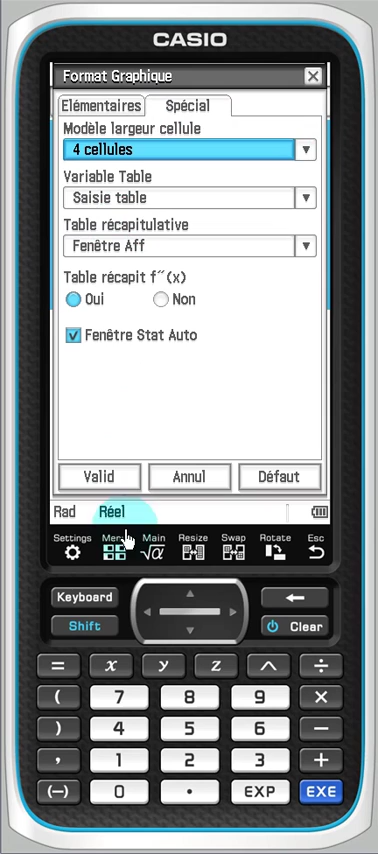 CASIO
Format Graphique
Elémentaires Spécial
Modèle largeur cellule
4 cellules
Variable Table
Saisie table
Table récapitulative
Fenêtre Aff
Table récapit f˝(x)
Oui Non
Fenêtre Stat Auto
Valid Annul Défaut
Rad Réel
Settings Menu Main Resize Swap Rotate Esc
√α
Keyboard
Shift Clear
= x y z ^ ÷
( 7 8 9 ×
) 4 5 6 −
, 1 2 3 +
(−) 0 . EXP EXE